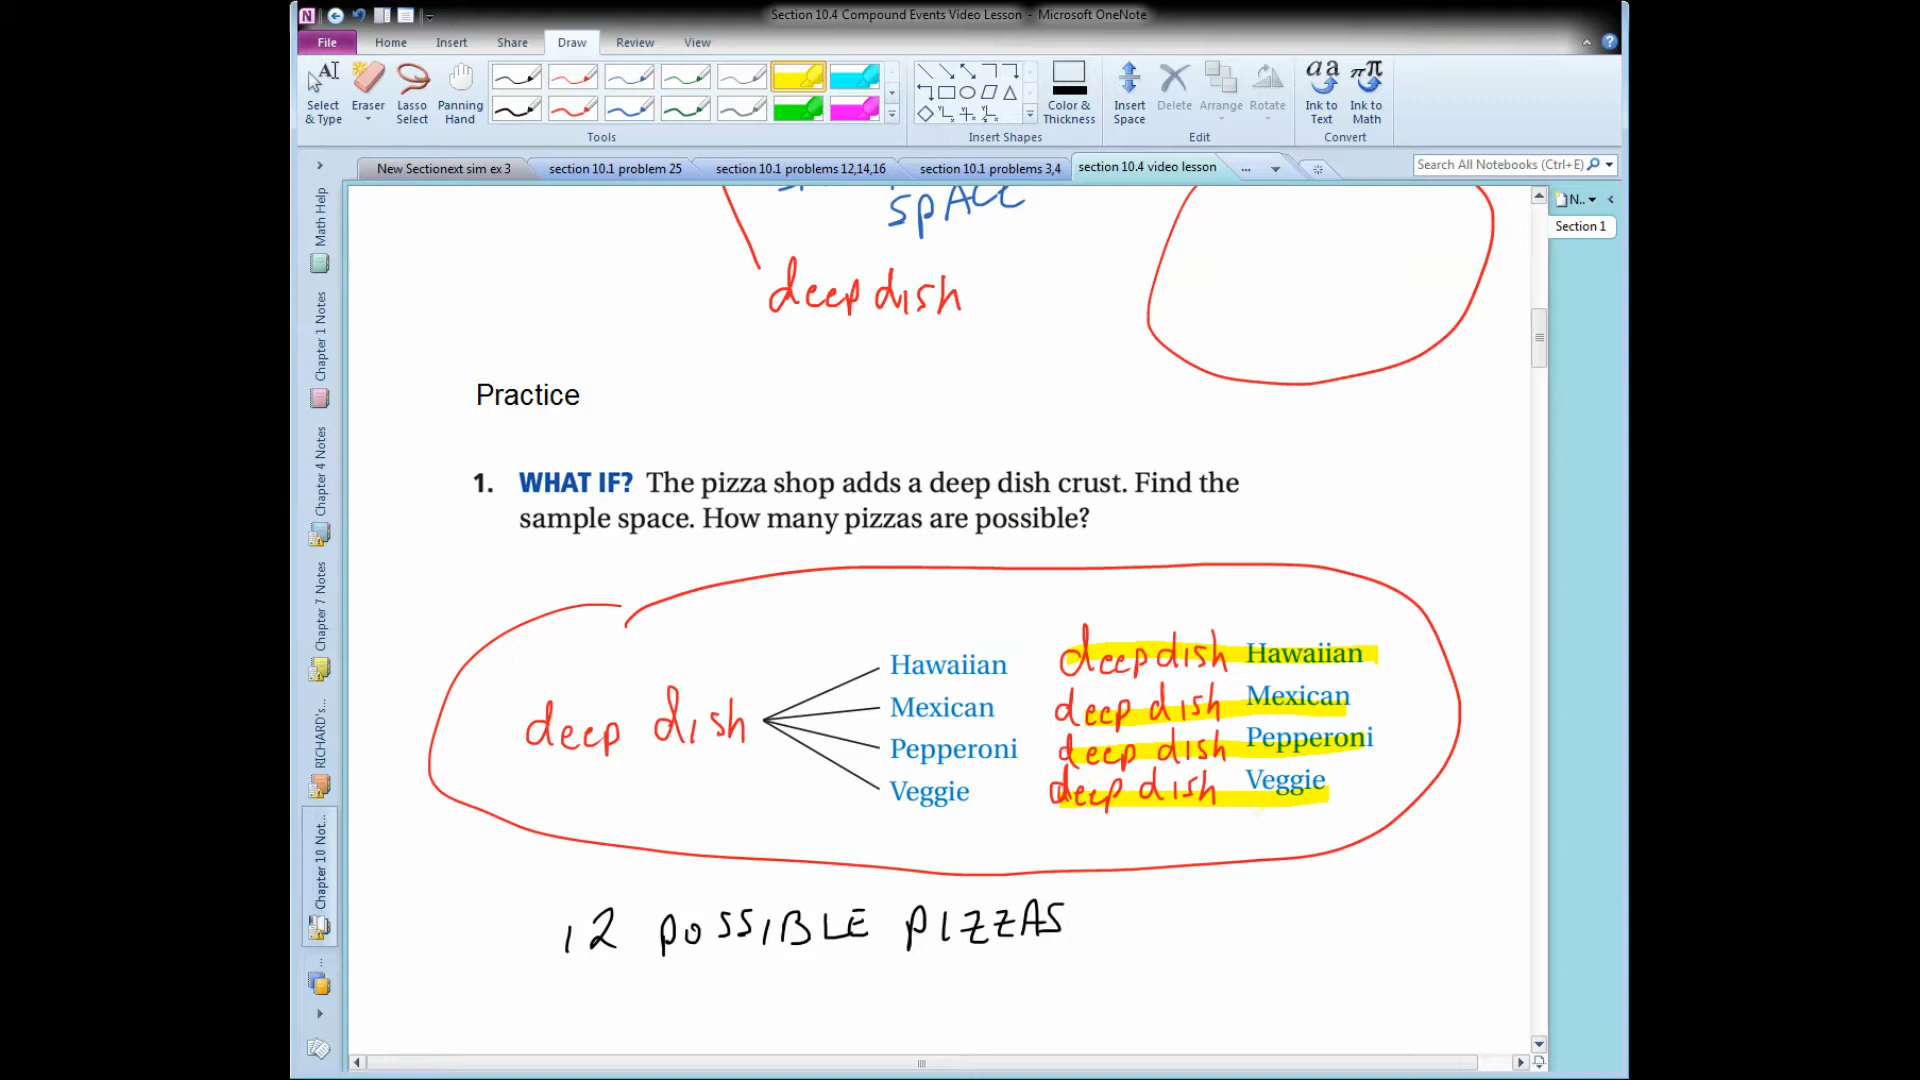 Section 10.4 Compound Events Video Lesson - Microsoft OneNote
File Home Insert Share Draw Review View
Select & Type
Eraser
Lasso Select
Panning Hand
Tools
Insert Shapes
Color & Thickness
Insert Space
Delete
Arrange
Rotate
Edit
Ink to Text
Ink to Math
Convert
New Sectionext sim ex 3
section 10.1 problem 25
section 10.1 problems 12,14,16
section 10.1 problems 3,4
section 10.4 video lesson
...
Search All Notebooks (Ctrl+E)
N..
Section 1
Math Help
Chapter 1 Notes
Chapter 4 Notes
Chapter 7 Notes
RICHARD's...
Chapter 10 Not...
SPACE
deep dish
Practice
1. WHAT IF? The pizza shop adds a deep dish crust. Find the
sample space. How many pizzas are possible?
deep dish
Hawaiian
Mexican
Pepperoni
Veggie
deep dish Hawaiian
deep dish Mexican
deep dish Pepperoni
deep dish Veggie
12 POSSIBLE PIZZAS